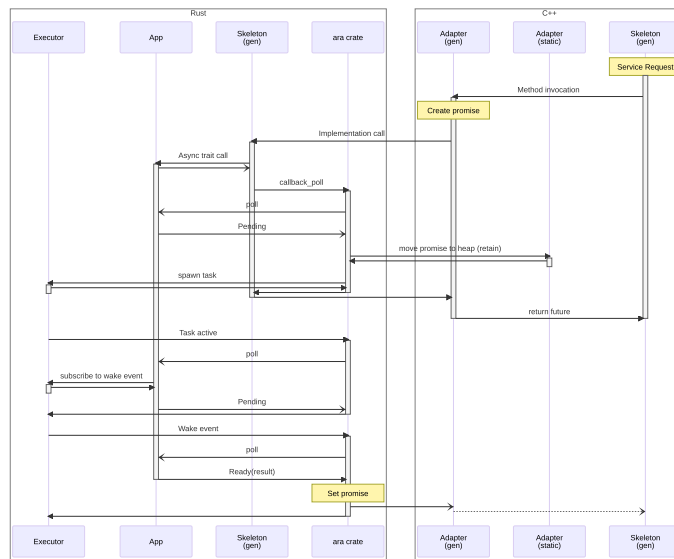 Rust
C++
Executor
App
Skeleton
(gen)
ara crate
Adapter
(gen)
Adapter
(static)
Skeleton
(gen)
Service Request
Method invocation
Create promise
Implementation call
Async trait call
callback_poll
poll
Pending
move promise to heap (retain)
spawn task
return future
Task active
poll
subscribe to wake event
Pending
Wake event
poll
Ready(result)
Set promise
Executor
App
Skeleton
(gen)
ara crate
Adapter
(gen)
Adapter
(static)
Skeleton
(gen)